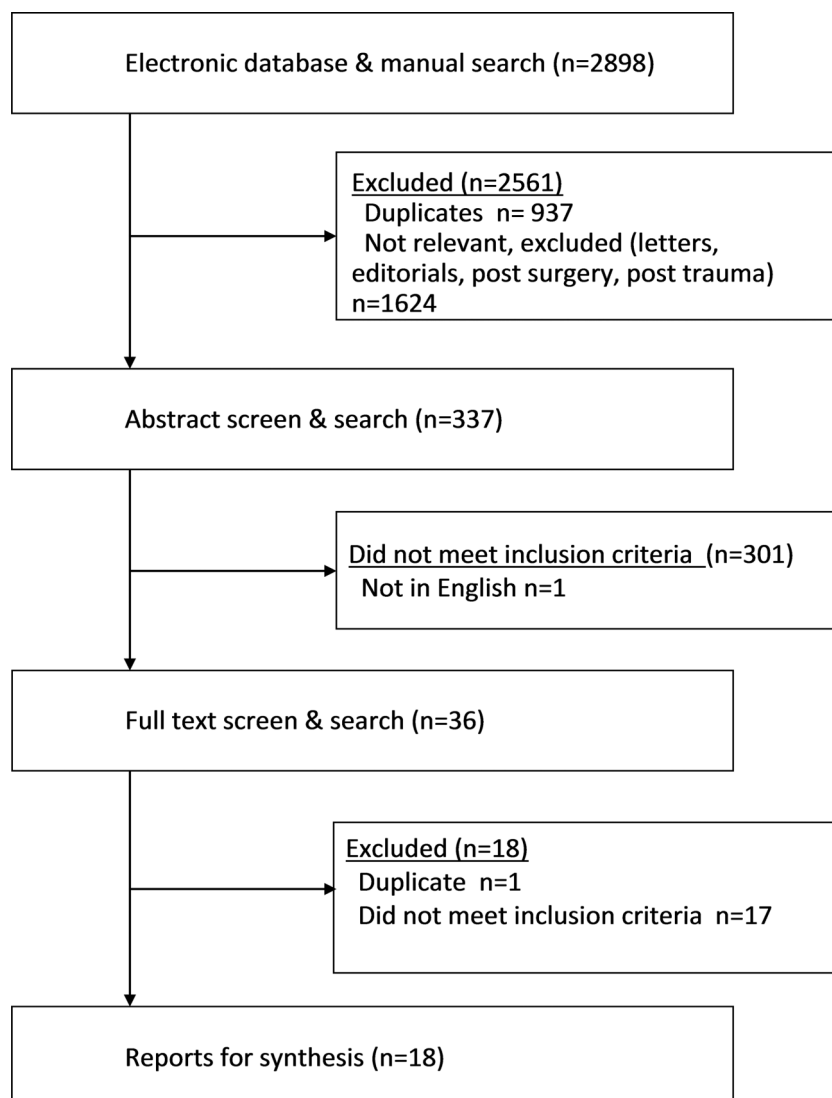 Electronic database & manual search (n=2898)
Excluded (n=2561)
Duplicates n= 937
Not relevant, excluded (letters,
editorials, post surgery, post trauma)
n=1624
Abstract screen & search (n=337)
Did not meet inclusion criteria (n=301)
Not in English n=1
Full text screen & search (n=36)
Excluded (n=18)
Duplicate n=1
Did not meet inclusion criteria n=17
Reports for synthesis (n=18)